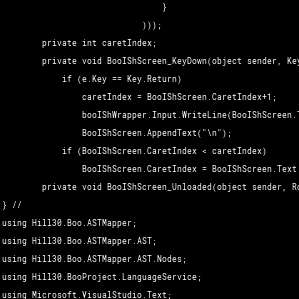 }
)));
private int caretIndex;
private void BooIShScreen_KeyDown(object sender, Key
if (e.Key == Key.Return)
caretIndex = BooIShScreen.CaretIndex+1;
booIShWrapper.Input.WriteLine(BooIShScreen.T
BooIShScreen.AppendText("\n");
if (BooIShScreen.CaretIndex < caretIndex)
BooIShScreen.CaretIndex = BooIShScreen.Text
private void BooIShScreen_Unloaded(object sender, Ro
} //
using Hill30.Boo.ASTMapper;
using Hill30.Boo.ASTMapper.AST;
using Hill30.Boo.ASTMapper.AST.Nodes;
using Hill30.BooProject.LanguageService;
using Microsoft.VisualStudio.Text;